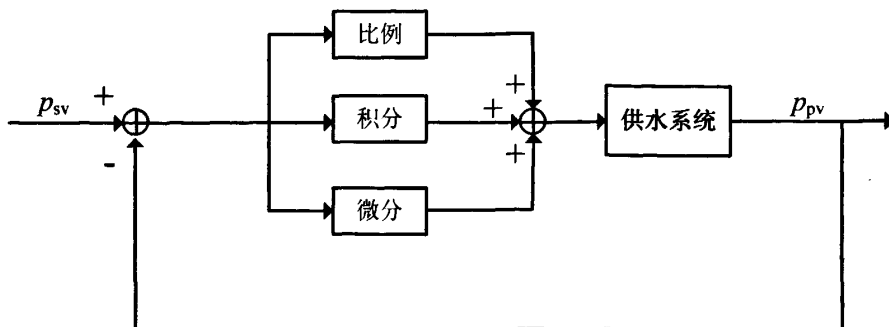 比例
p_sv
+
-
积分
+
+
+
供水系统
p_pv
微分